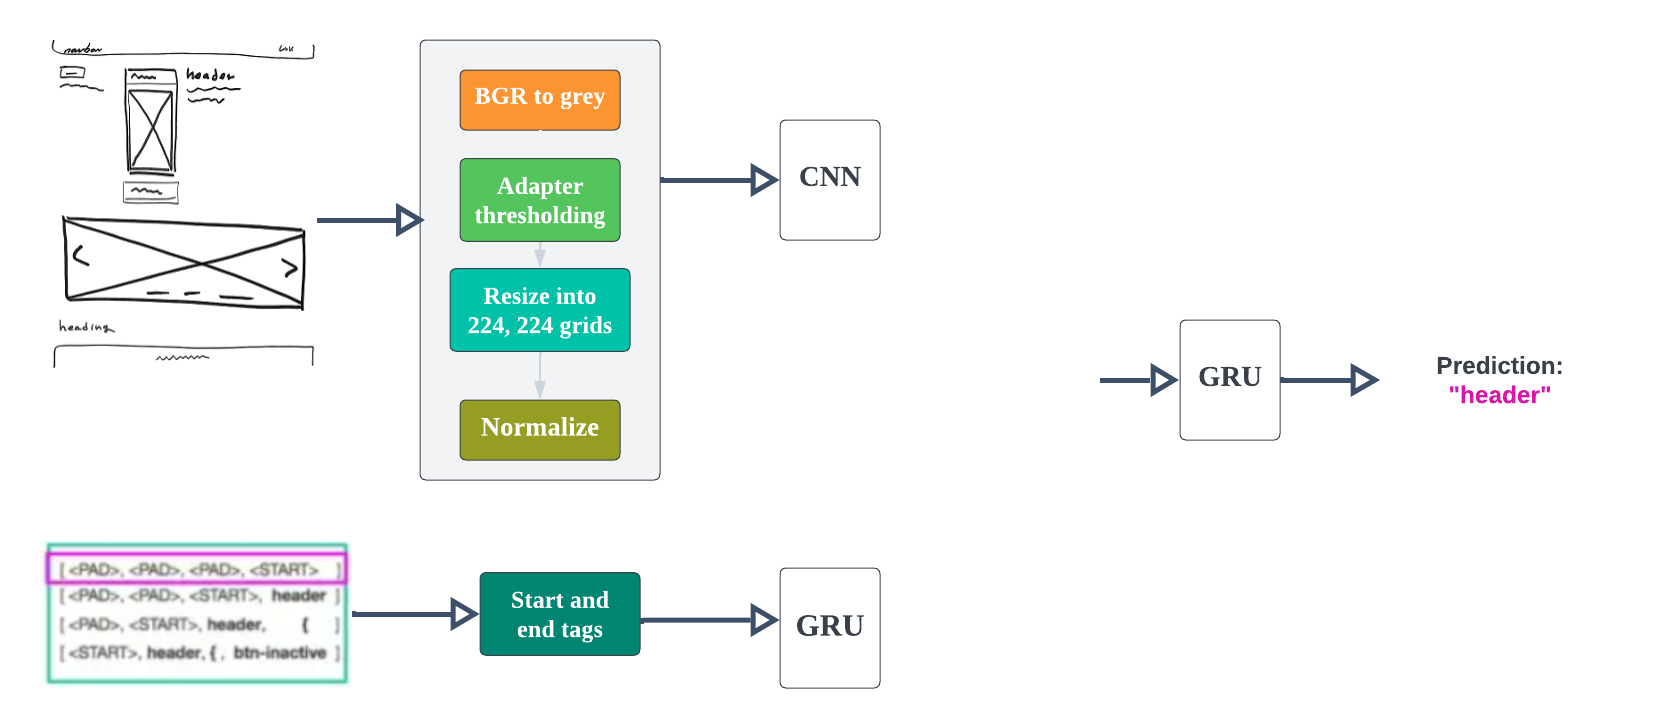 navbar
link
header
BGR to grey
Adapter
thresholding
CNN
Resize into
224, 224 grids
heading
GRU
Prediction:
"header"
Normalize
[ <PAD>, <PAD>, <PAD>, <START> ]
[ <PAD>, <PAD>, <START>, header ]
[ <PAD>, <START>, header, { ]
[ <START>, header, { , btn-inactive ]
Start and
end tags
GRU